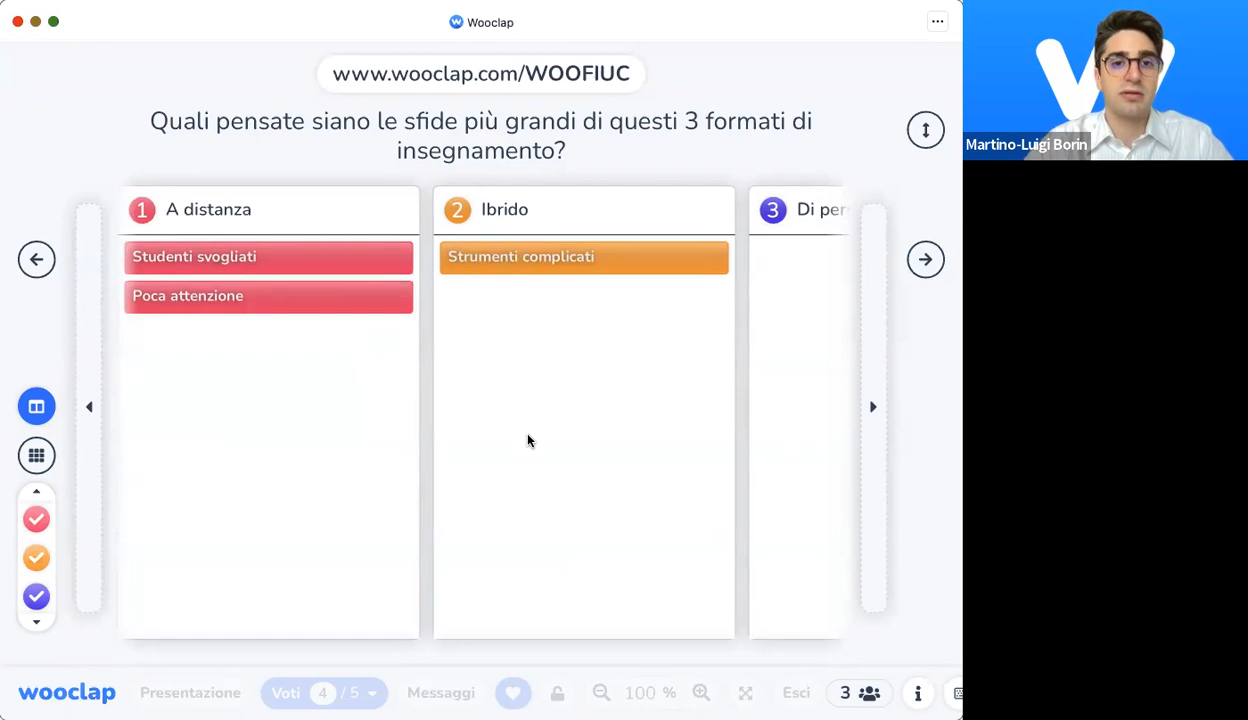 Wooclap
www.wooclap.com/WOOFIUC
Quali pensate siano le sfide più grandi di questi 3 formati di
insegnamento?
Martino-Luigi Borin
1 A distanza
Studenti svogliati
Poca attenzione
2 Ibrido
Strumenti complicati
3 Di per
wooclap
Presentazione
Voti 4 / 5
Messaggi
100 %
Esci
3